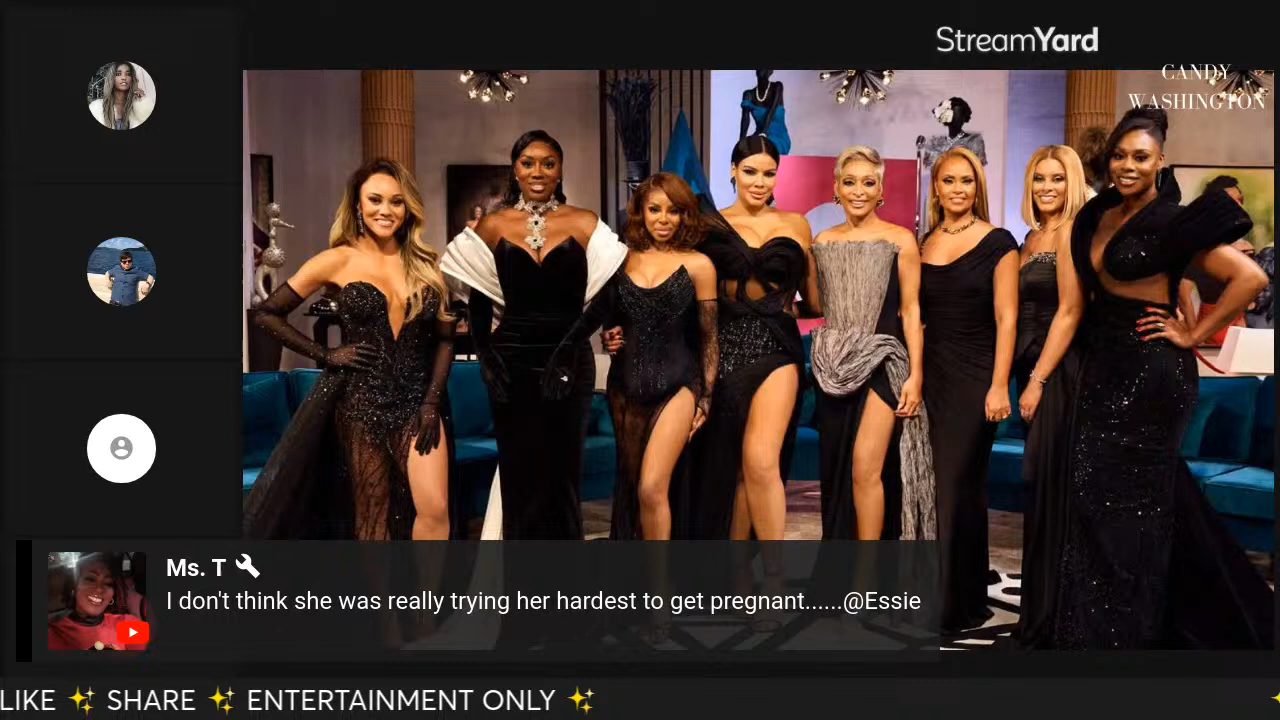 StreamYard
CANDY
WASHINGTON
Ms. T
I don't think she was really trying her hardest to get pregnant......@Essie
LIKE ✨ SHARE ✨ ENTERTAINMENT ONLY ✨